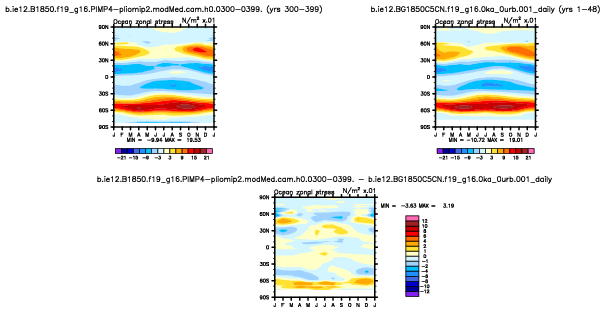 b.ie12.B1850.f19_g16.PIMP4-pliomip2.modMed.cam.h0.0300-0399. (yrs 300-399)
Ocean zonal stress N/m² x.01
90N
60N
30N
0
30S
60S
90S
J F M A M J J A S O N D J
MIN = -9.94 MAX = 19.53
-21 -15 -9 -3 3 9 15 21
b.ie12.BG1850C5CN.f19_g16.0ka_0urb.001_daily (yrs 1-48)
Ocean zonal stress N/m² x.01
90N
60N
30N
0
30S
60S
90S
J F M A M J J A S O N D J
MIN = -10.72 MAX = 19.01
-21 -15 -9 -3 3 9 15 21
b.ie12.B1850.f19_g16.PIMP4-pliomip2.modMed.cam.h0.0300-0399. - b.ie12.BG1850C5CN.f19_g16.0ka_0urb.001_daily
Ocean zonal stress N/m² x.01
90N
60N
30N
0
30S
60S
90S
J F M A M J J A S O N D J
MIN = -3.63 MAX = 3.19
12
10
8
6
4
2
1
0
-1
-2
-4
-6
-8
-10
-12